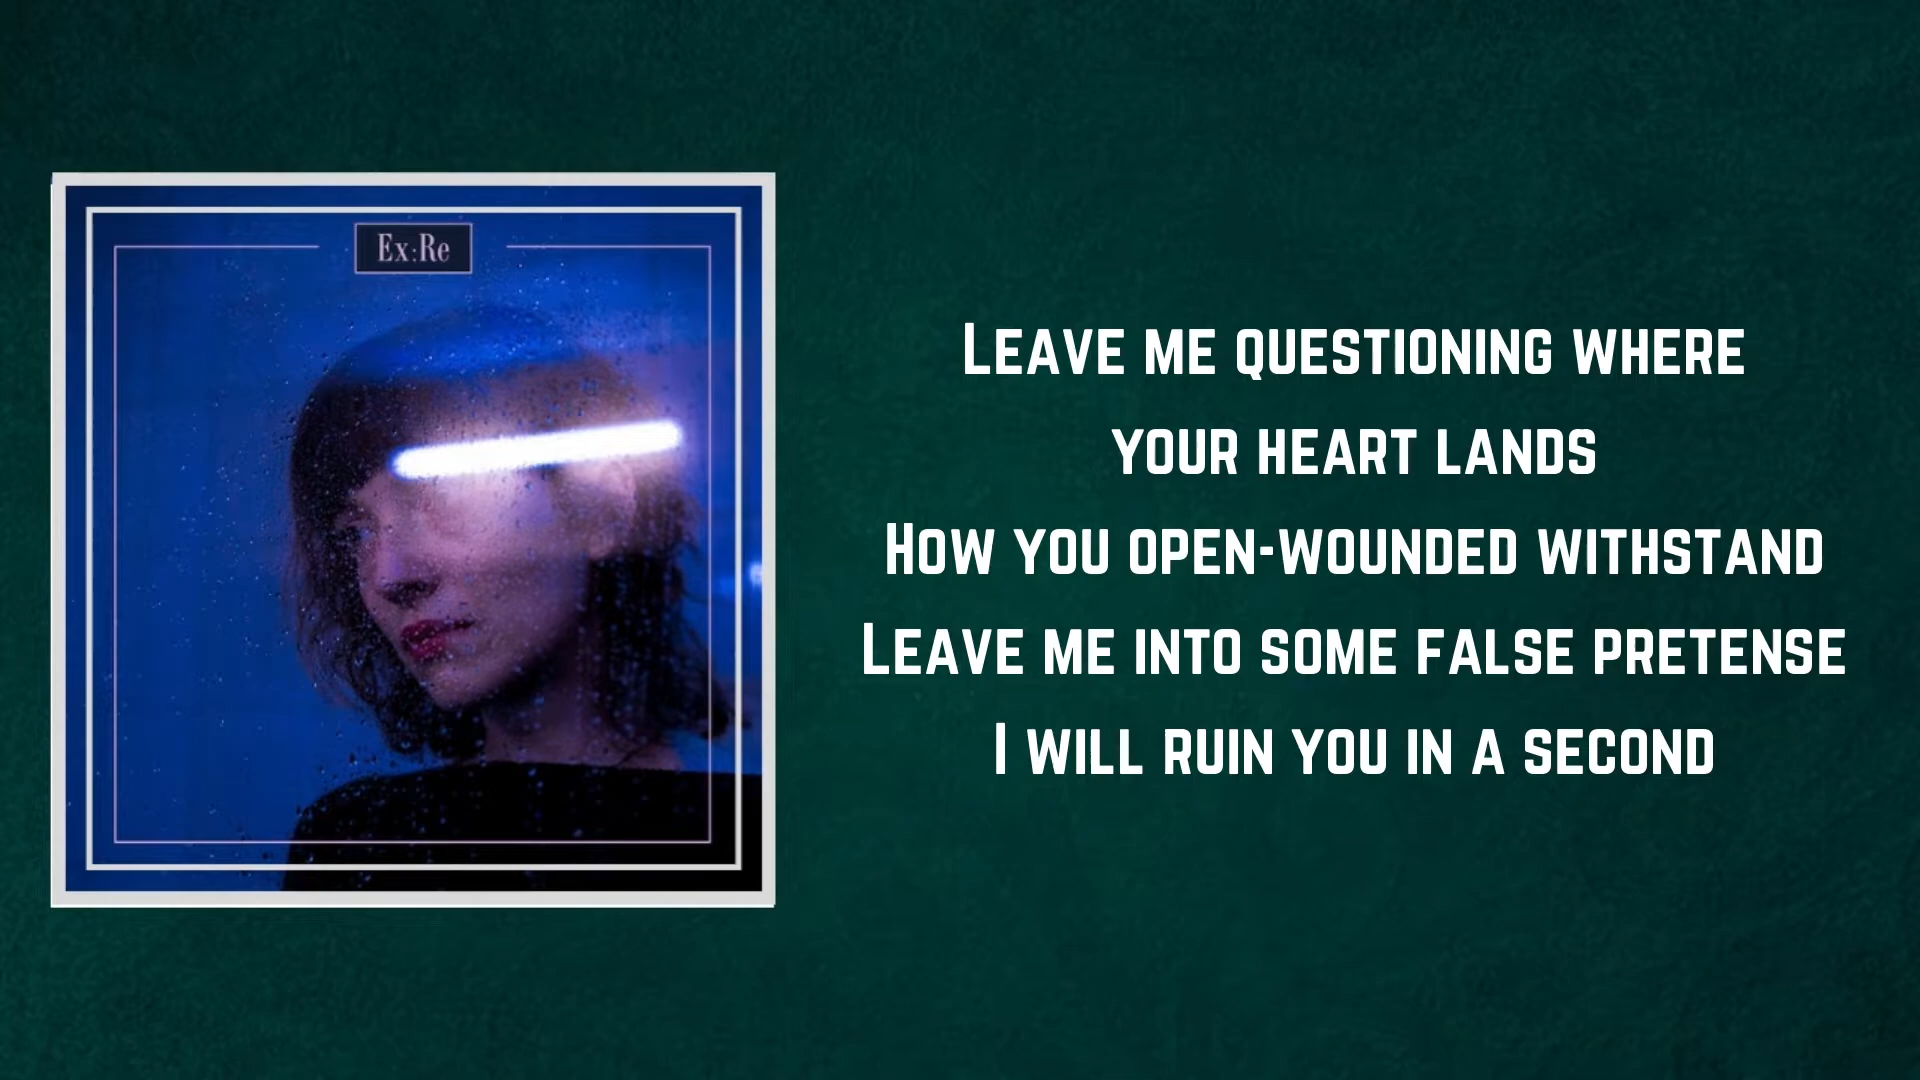 Ex:Re
Leave me questioning where
your heart lands
How you open-wounded withstand
Leave me into some false pretense
I will ruin you in a second